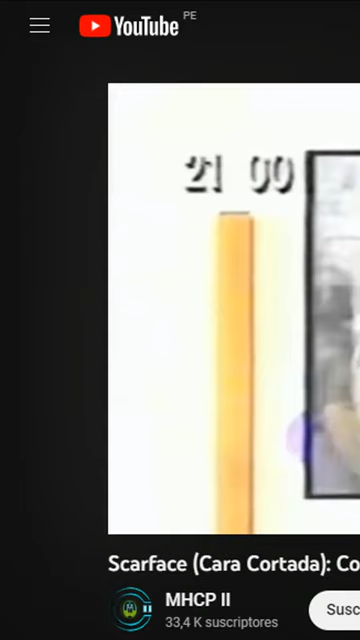 YouTube PE
21 00
Scarface (Cara Cortada): Co
MHCP II
33,4 K suscriptores
Susc